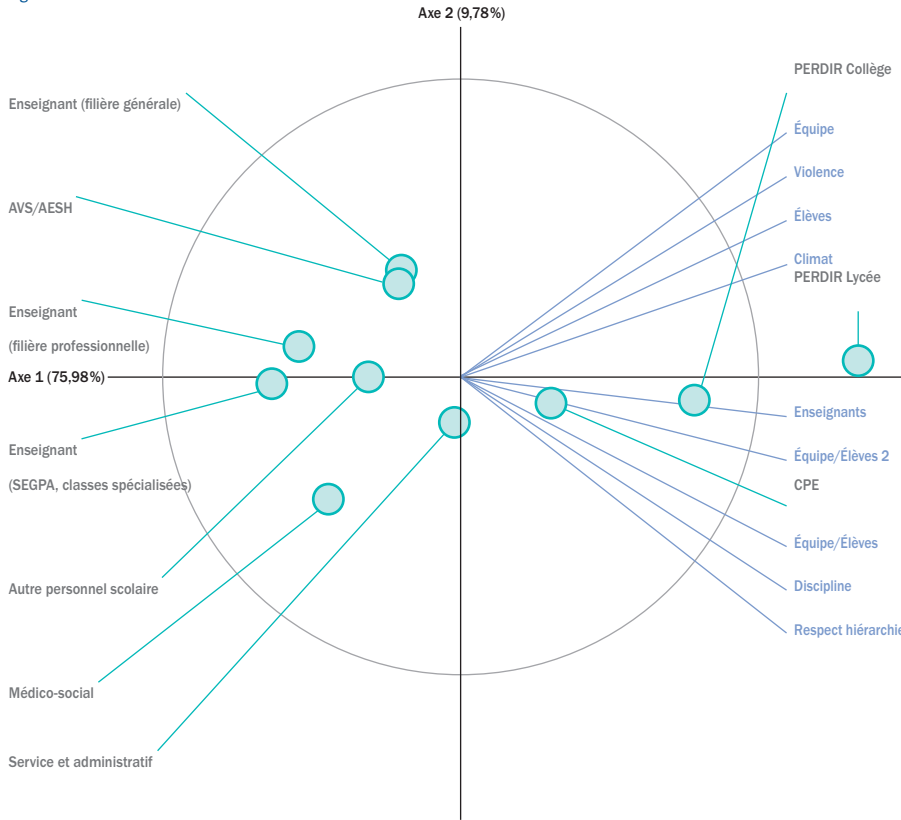 Axe 2 (9,78%)
PERDIR Collège
Enseignant (filière générale)
Équipe
Violence
AVS/AESH
Élèves
Climat
PERDIR Lycée
Enseignant
(filière professionnelle)
Axe 1 (75,98%)
Enseignants
Enseignant
Équipe/Élèves 2
(SEGPA, classes spécialisées)
CPE
Équipe/Élèves
Discipline
Autre personnel scolaire
Respect hiérarchie
Médico-social
Service et administratif